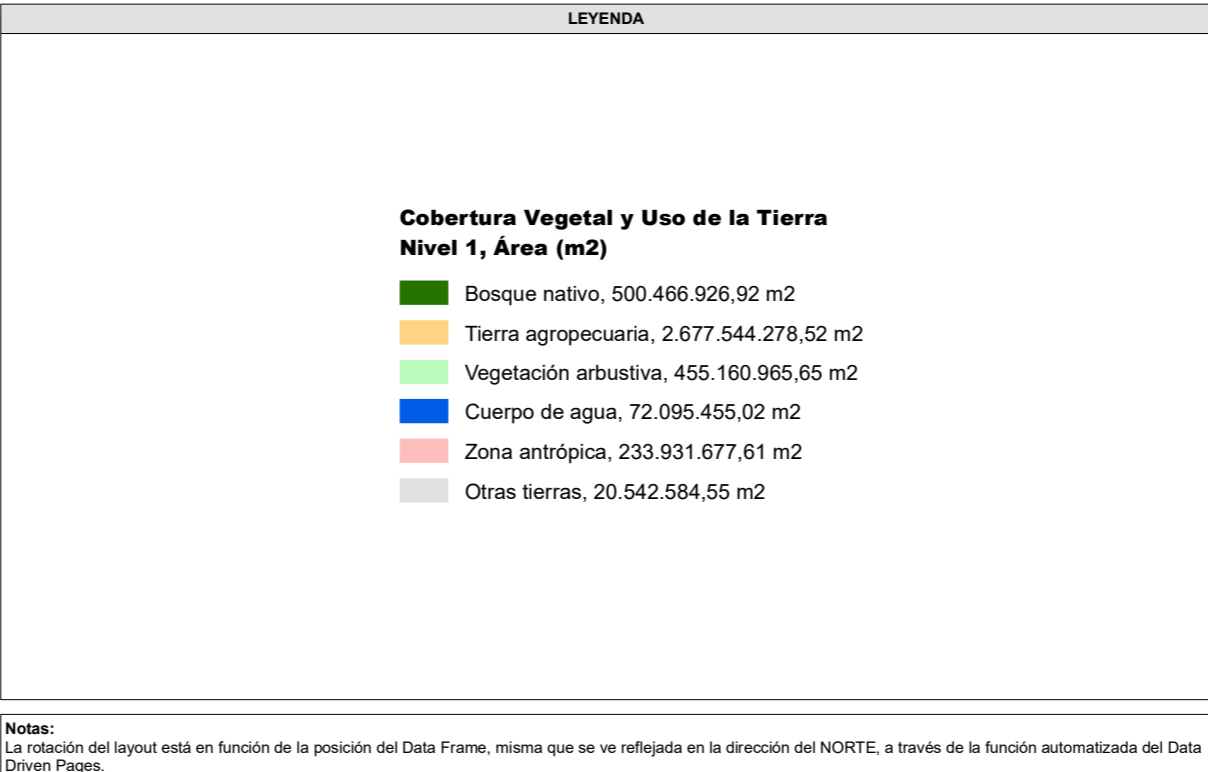 LEYENDA
Cobertura Vegetal y Uso de la Tierra
Nivel 1, Área (m2)
Bosque nativo, 500.466.926,92 m2
Tierra agropecuaria, 2.677.544.278,52 m2
Vegetación arbustiva, 455.160.965,65 m2
Cuerpo de agua, 72.095.455,02 m2
Zona antrópica, 233.931.677,61 m2
Otras tierras, 20.542.584,55 m2
Notas:
La rotación del layout está en función de la posición del Data Frame, misma que se ve reflejada en la dirección del NORTE, a través de la función automatizada del Data
Driven Pages.